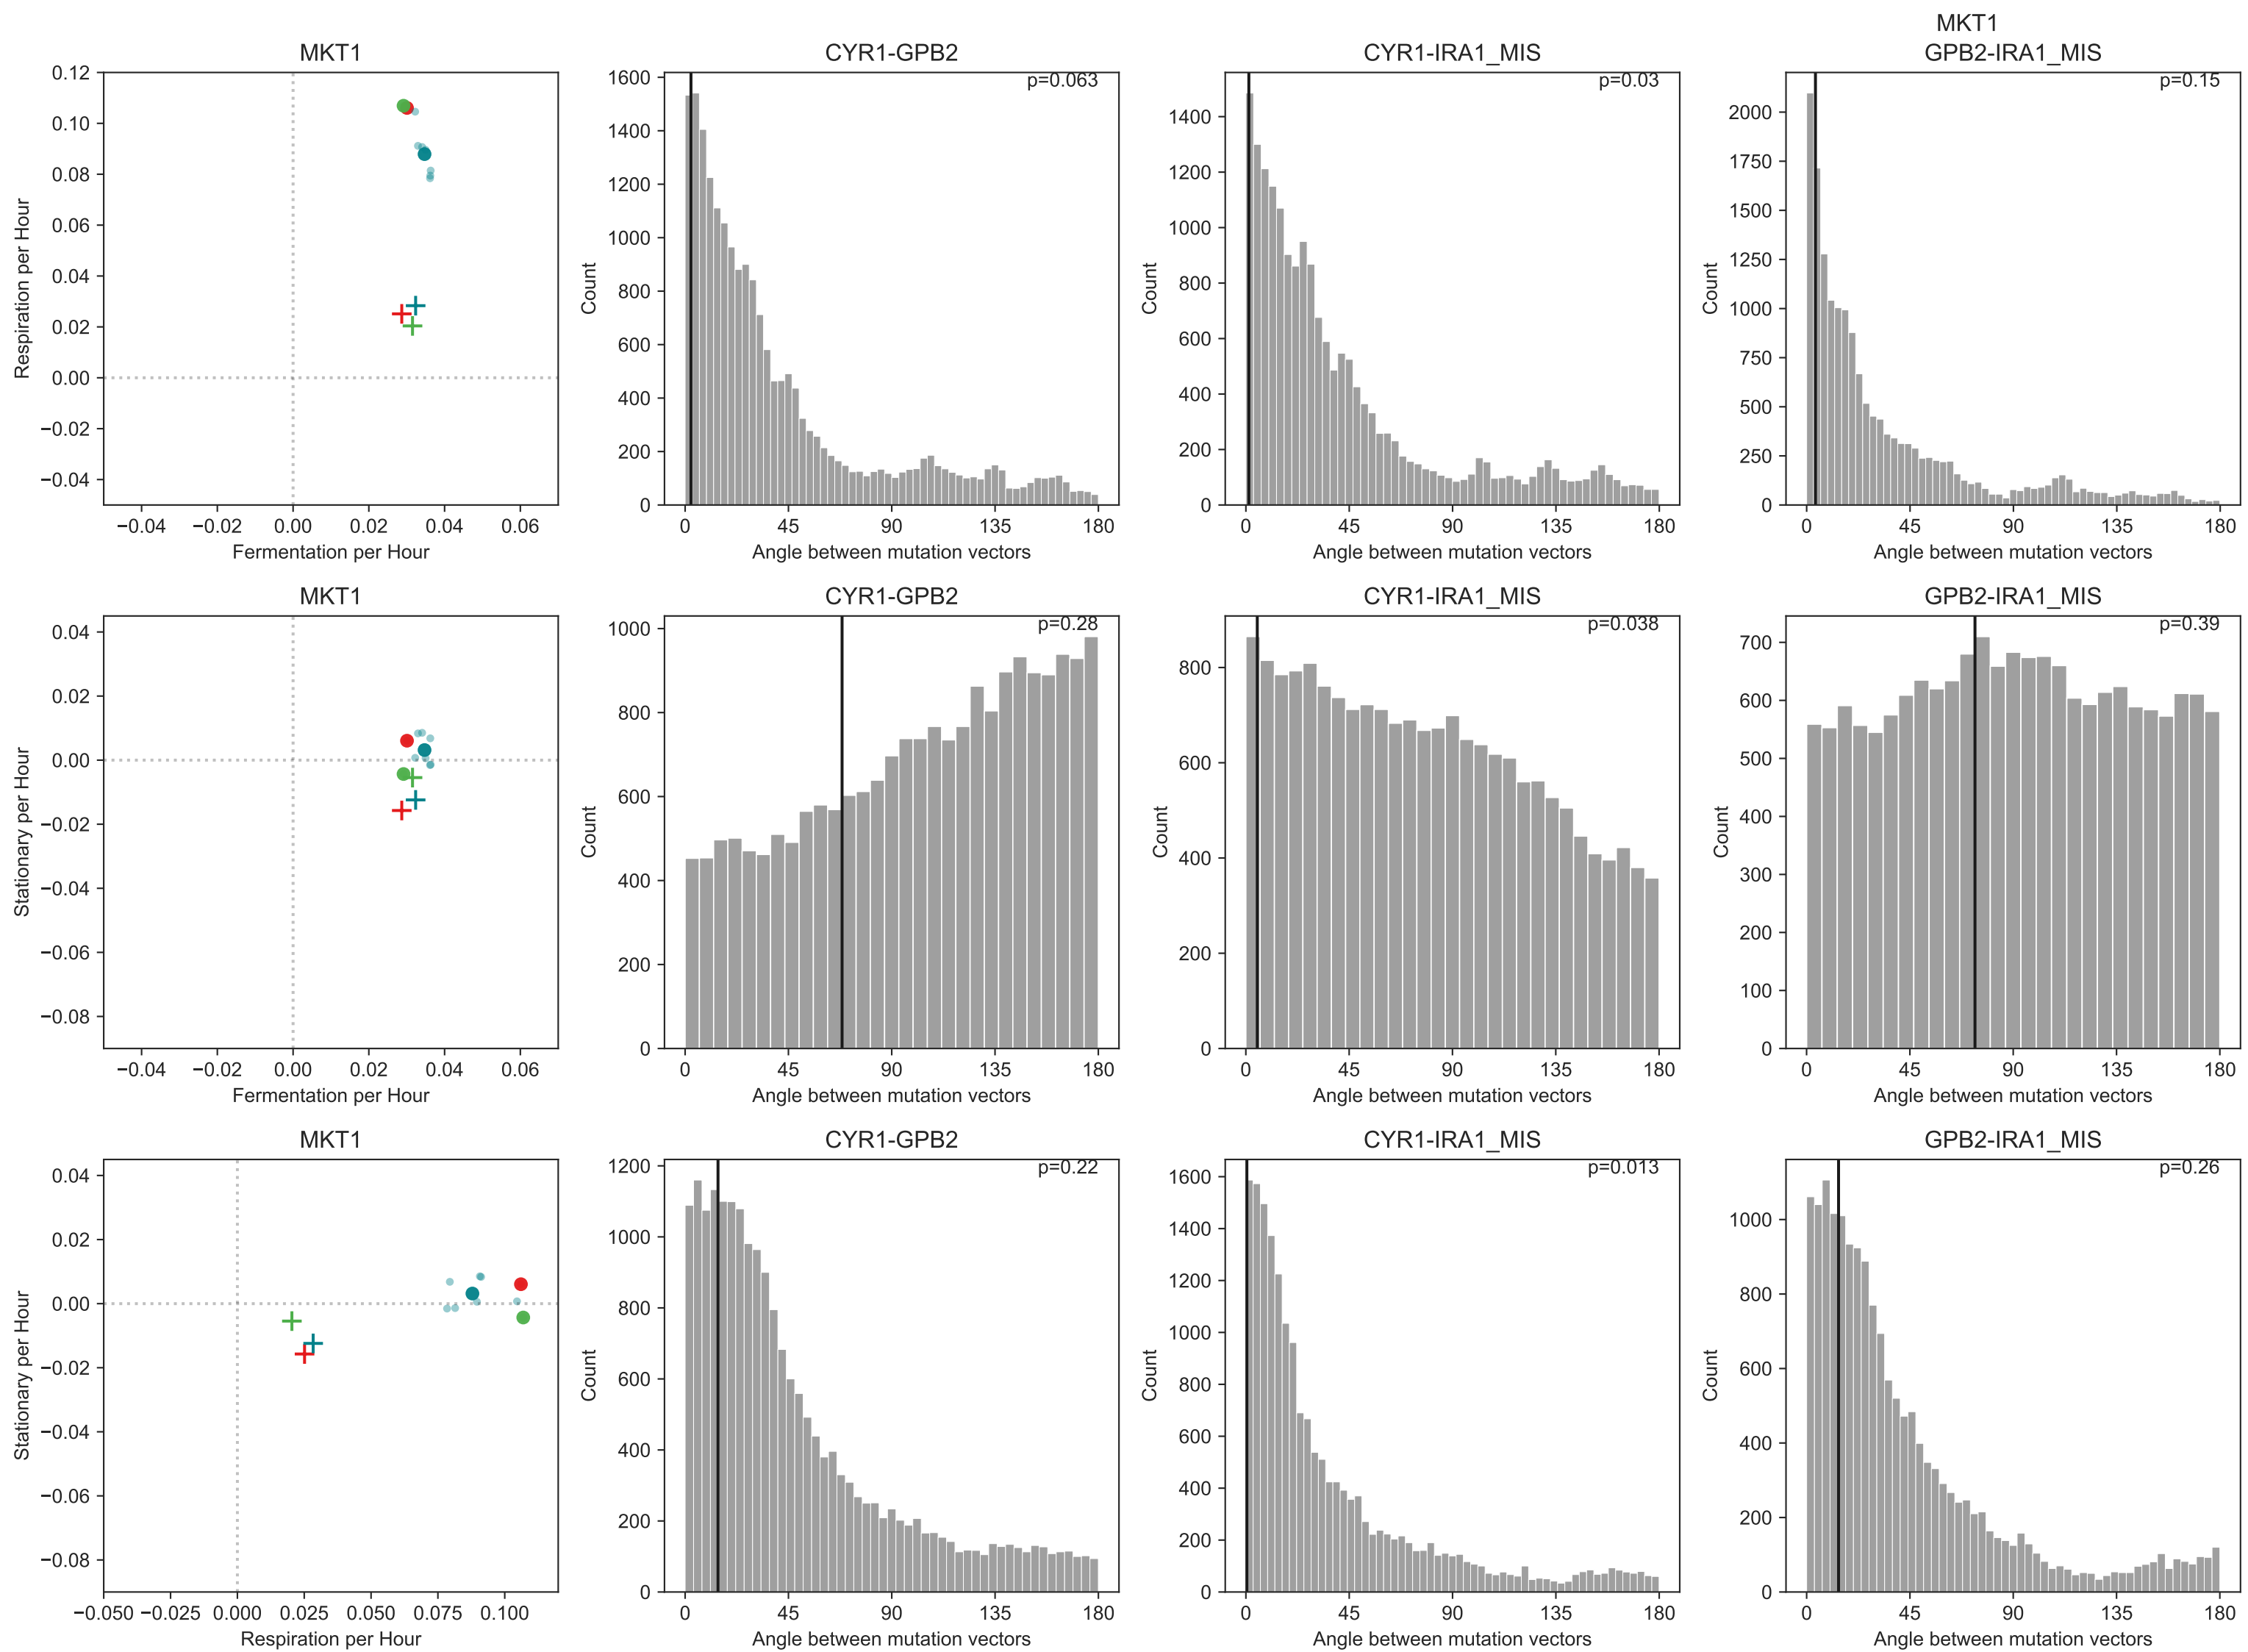 MKT1
MKT1
CYR1-GPB2
CYR1-IRA1_MIS
GPB2-IRA1_MIS
0.12
0.10
0.08
0.06
0.04
0.02
0.00
−0.02
−0.04
Respiration per Hour
−0.04 −0.02 0.00 0.02 0.04 0.06
Fermentation per Hour
p=0.063
1600
1400
1200
1000
800
600
400
200
0
Count
0 45 90 135 180
Angle between mutation vectors
p=0.03
1400
1200
1000
800
600
400
200
0
Count
0 45 90 135 180
Angle between mutation vectors
p=0.15
2000
1750
1500
1250
1000
750
500
250
0
Count
0 45 90 135 180
Angle between mutation vectors
MKT1
CYR1-GPB2
CYR1-IRA1_MIS
GPB2-IRA1_MIS
0.04
0.02
0.00
−0.02
−0.04
−0.06
−0.08
Stationary per Hour
−0.04 −0.02 0.00 0.02 0.04 0.06
Fermentation per Hour
p=0.28
1000
800
600
400
200
0
Count
0 45 90 135 180
Angle between mutation vectors
p=0.038
800
600
400
200
0
Count
0 45 90 135 180
Angle between mutation vectors
p=0.39
700
600
500
400
300
200
100
0
Count
0 45 90 135 180
Angle between mutation vectors
MKT1
CYR1-GPB2
CYR1-IRA1_MIS
GPB2-IRA1_MIS
0.04
0.02
0.00
−0.02
−0.04
−0.06
−0.08
Stationary per Hour
−0.050 −0.025 0.000 0.025 0.050 0.075 0.100
Respiration per Hour
p=0.22
1200
1000
800
600
400
200
0
Count
0 45 90 135 180
Angle between mutation vectors
p=0.013
1600
1400
1200
1000
800
600
400
200
0
Count
0 45 90 135 180
Angle between mutation vectors
p=0.26
1000
800
600
400
200
0
Count
0 45 90 135 180
Angle between mutation vectors